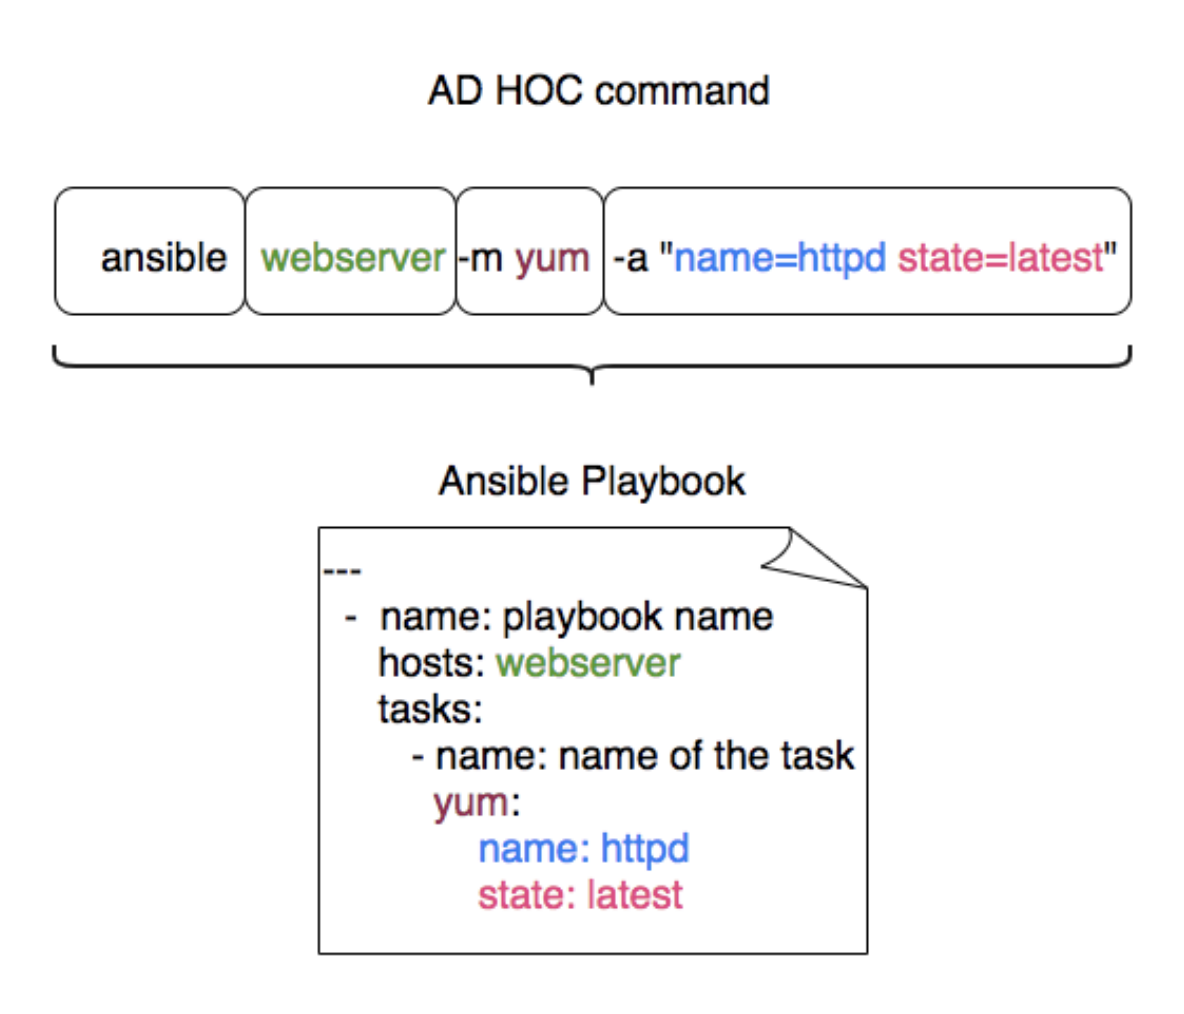 AD HOC command
ansible webserver -m yum -a "name=httpd state=latest"
Ansible Playbook
---
- name: playbook name
hosts: webserver
tasks:
- name: name of the task
yum:
name: httpd
state: latest